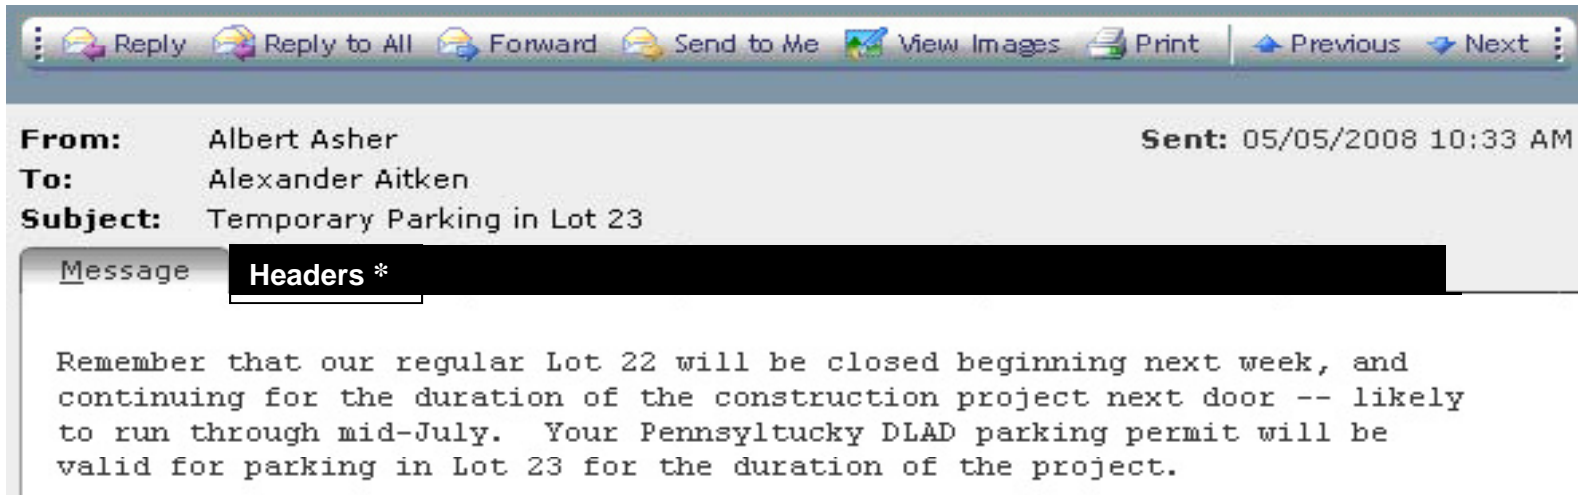 Reply Reply to All Forward Send to Me View Images Print Previous Next
From: Albert Asher Sent: 05/05/2008 10:33 AM
To: Alexander Aitken
Subject: Temporary Parking in Lot 23
Message Headers *
Remember that our regular Lot 22 will be closed beginning next week, and
continuing for the duration of the construction project next door -- likely
to run through mid-July. Your Pennsyltucky DLAD parking permit will be
valid for parking in Lot 23 for the duration of the project.